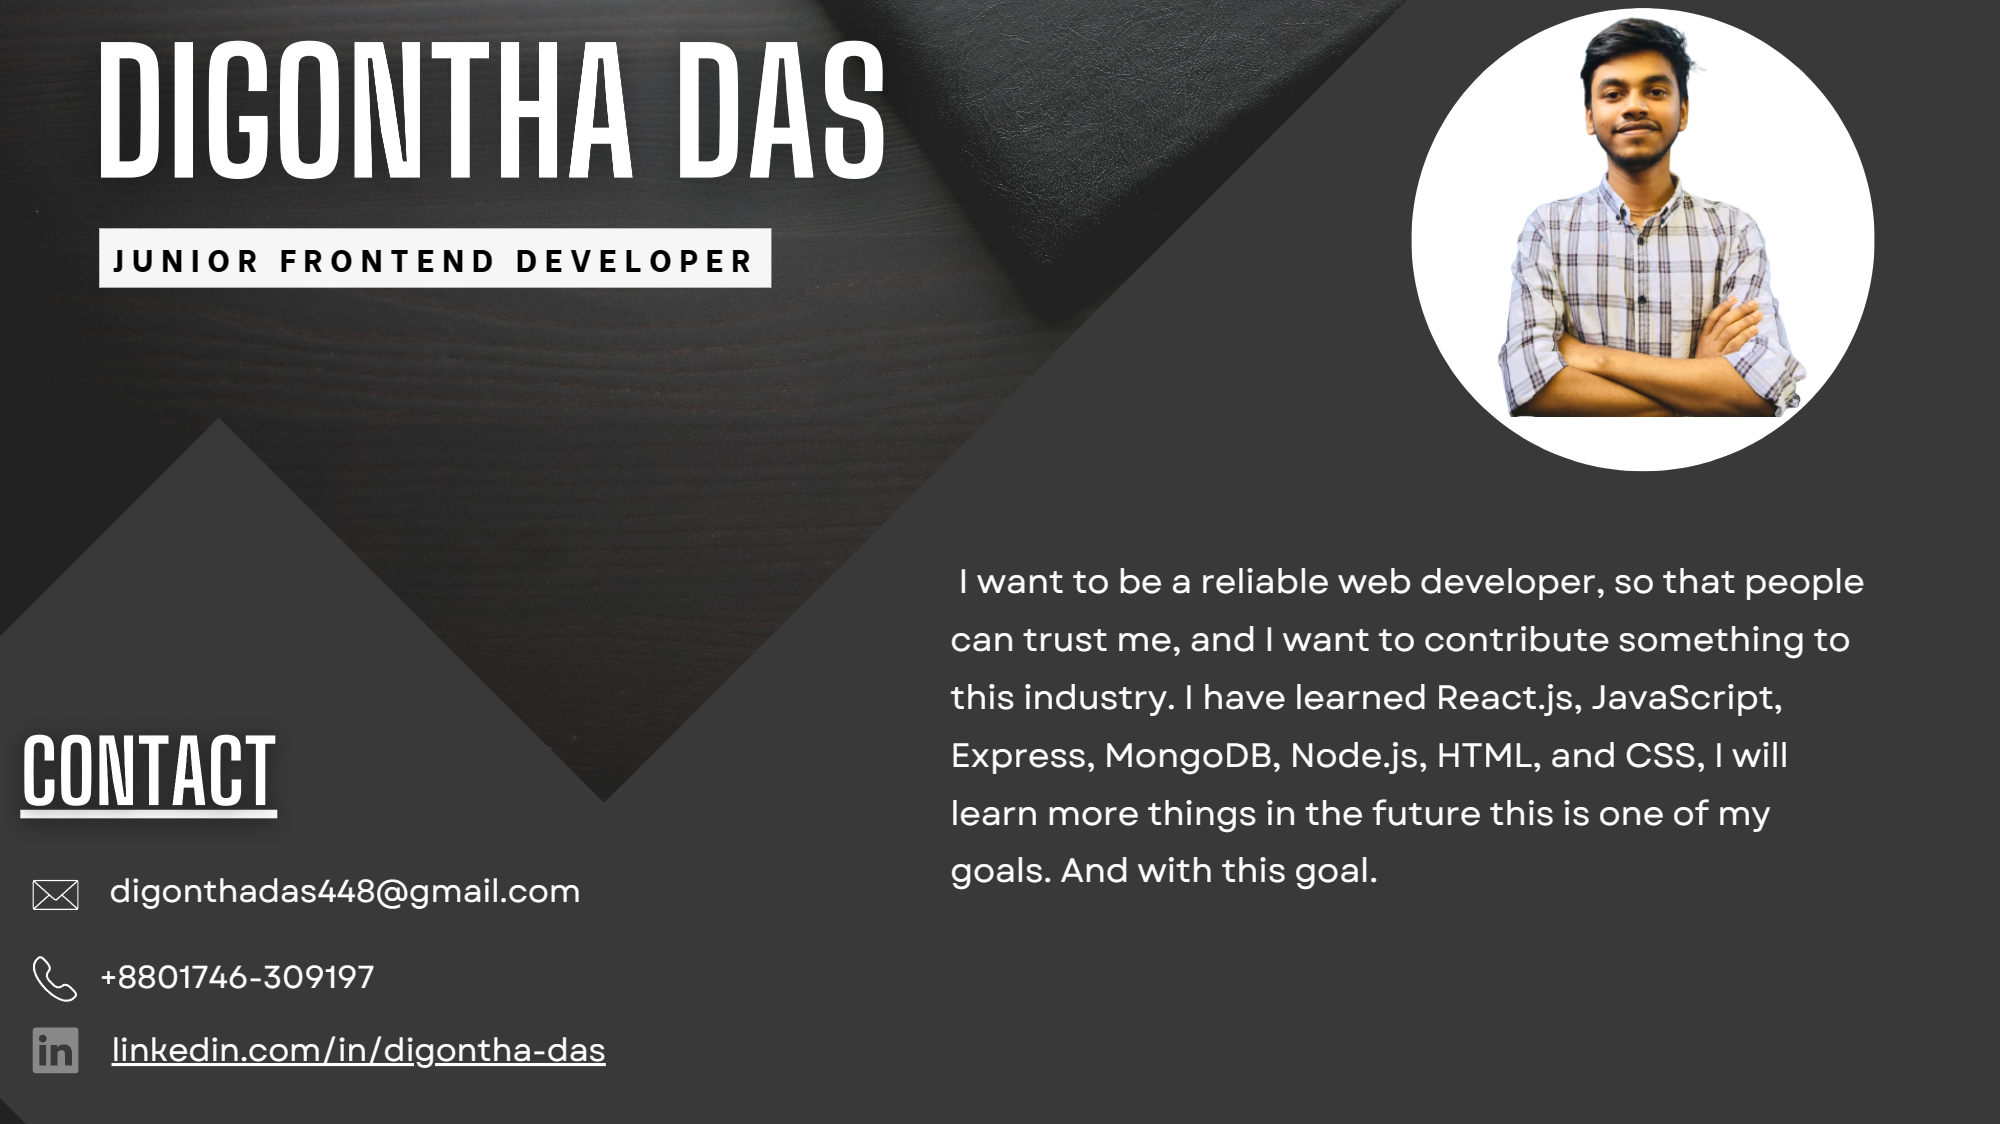 DIGONTHA DAS
JUNIOR FRONTEND DEVELOPER
I want to be a reliable web developer, so that people
can trust me, and I want to contribute something to
this industry. I have learned React.js, JavaScript,
Express, MongoDB, Node.js, HTML, and CSS, I will
learn more things in the future this is one of my
goals. And with this goal.
CONTACT
digonthadas448@gmail.com
+8801746-309197
in
linkedin.com/in/digontha-das